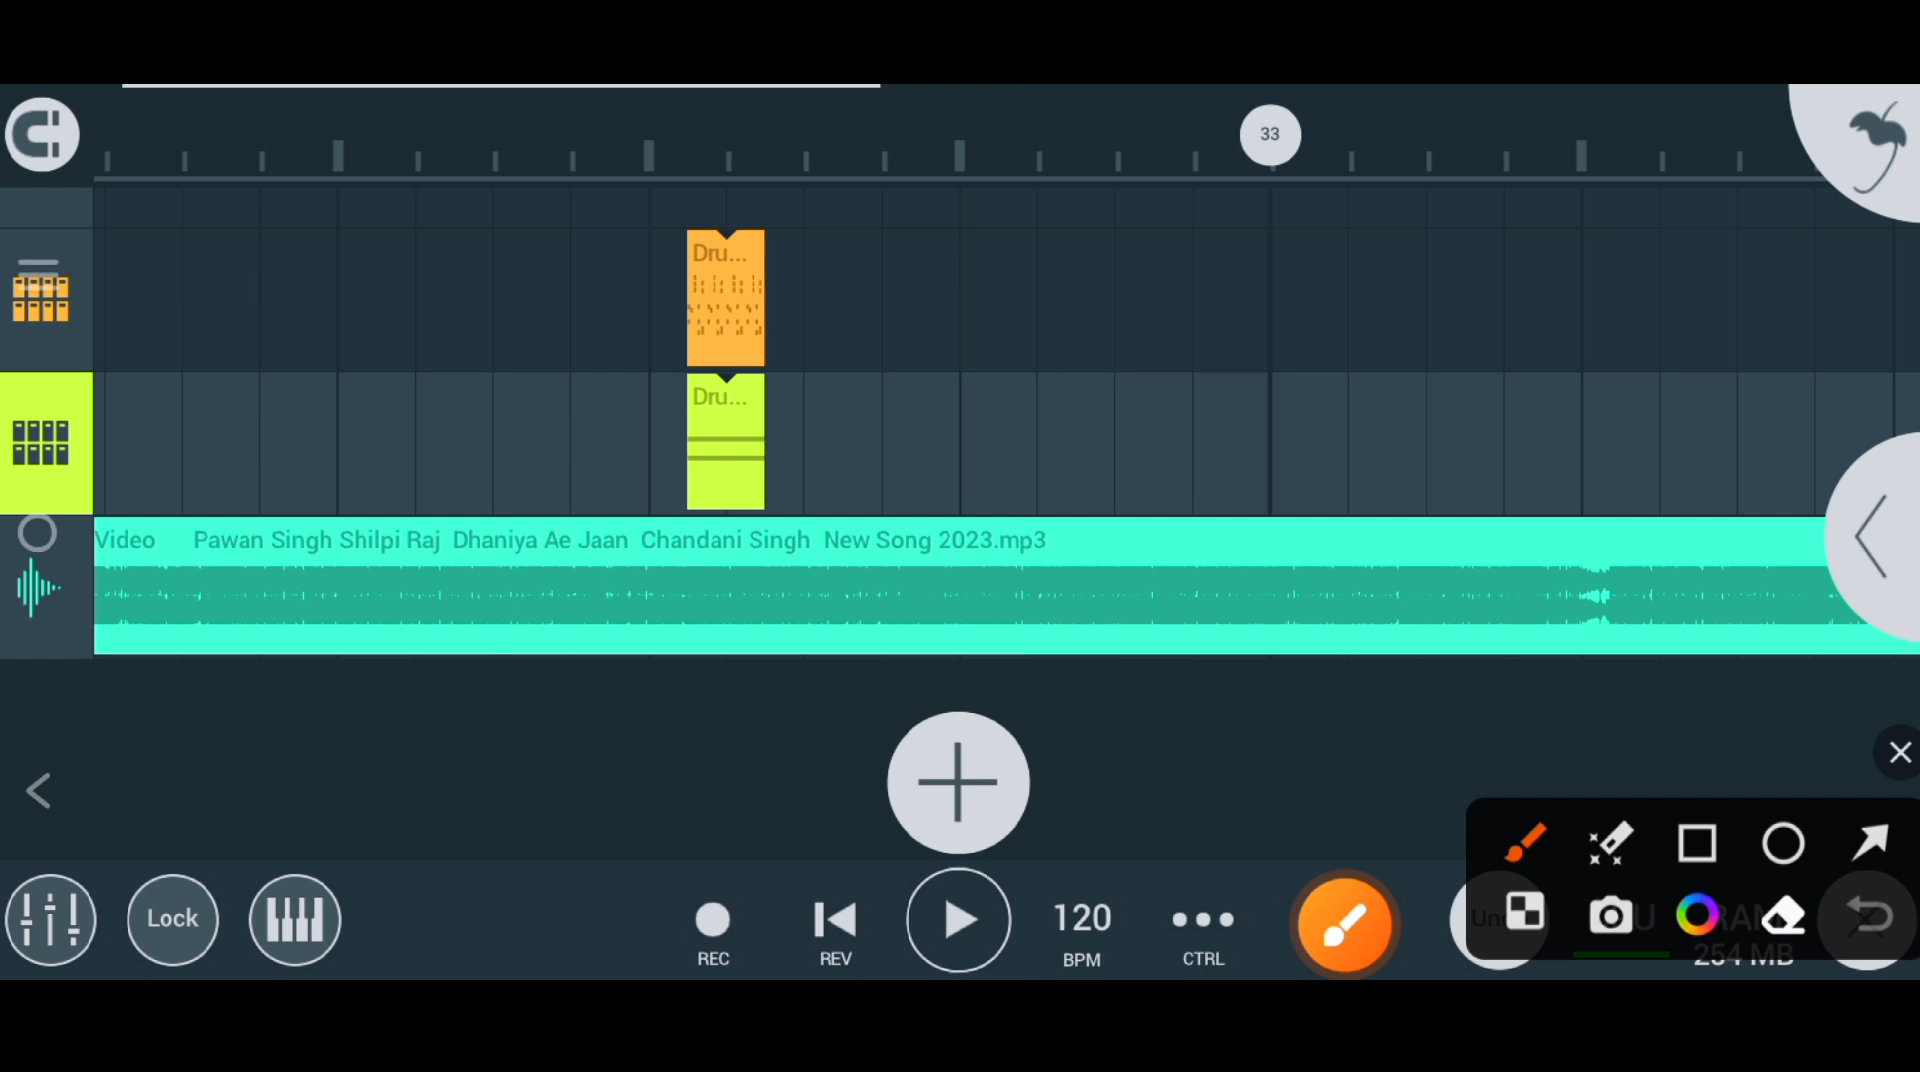 33
Dru...
Dru...
Video Pawan Singh Shilpi Raj Dhaniya Ae Jaan Chandani Singh New Song 2023.mp3
Lock
REC
REV
120
BPM
CTRL
254 MB